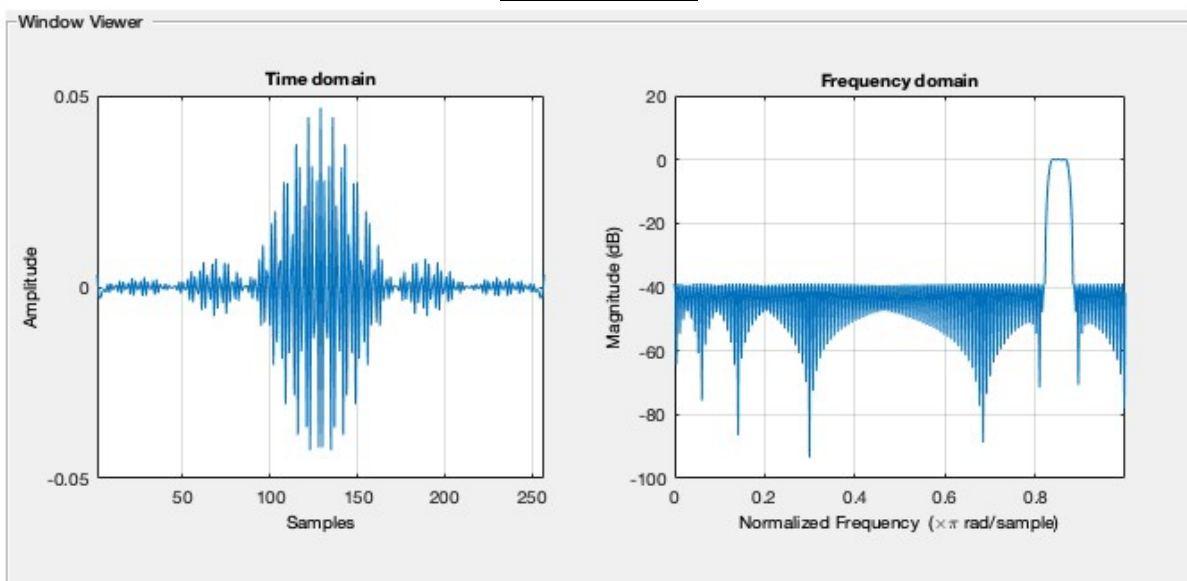 Window Viewer
Time domain
0.05
0
-0.05
Amplitude
50 100 150 200 250
Samples
Frequency domain
20
0
-20
-40
-60
-80
-100
Magnitude (dB)
0 0.2 0.4 0.6 0.8
Normalized Frequency (×π rad/sample)